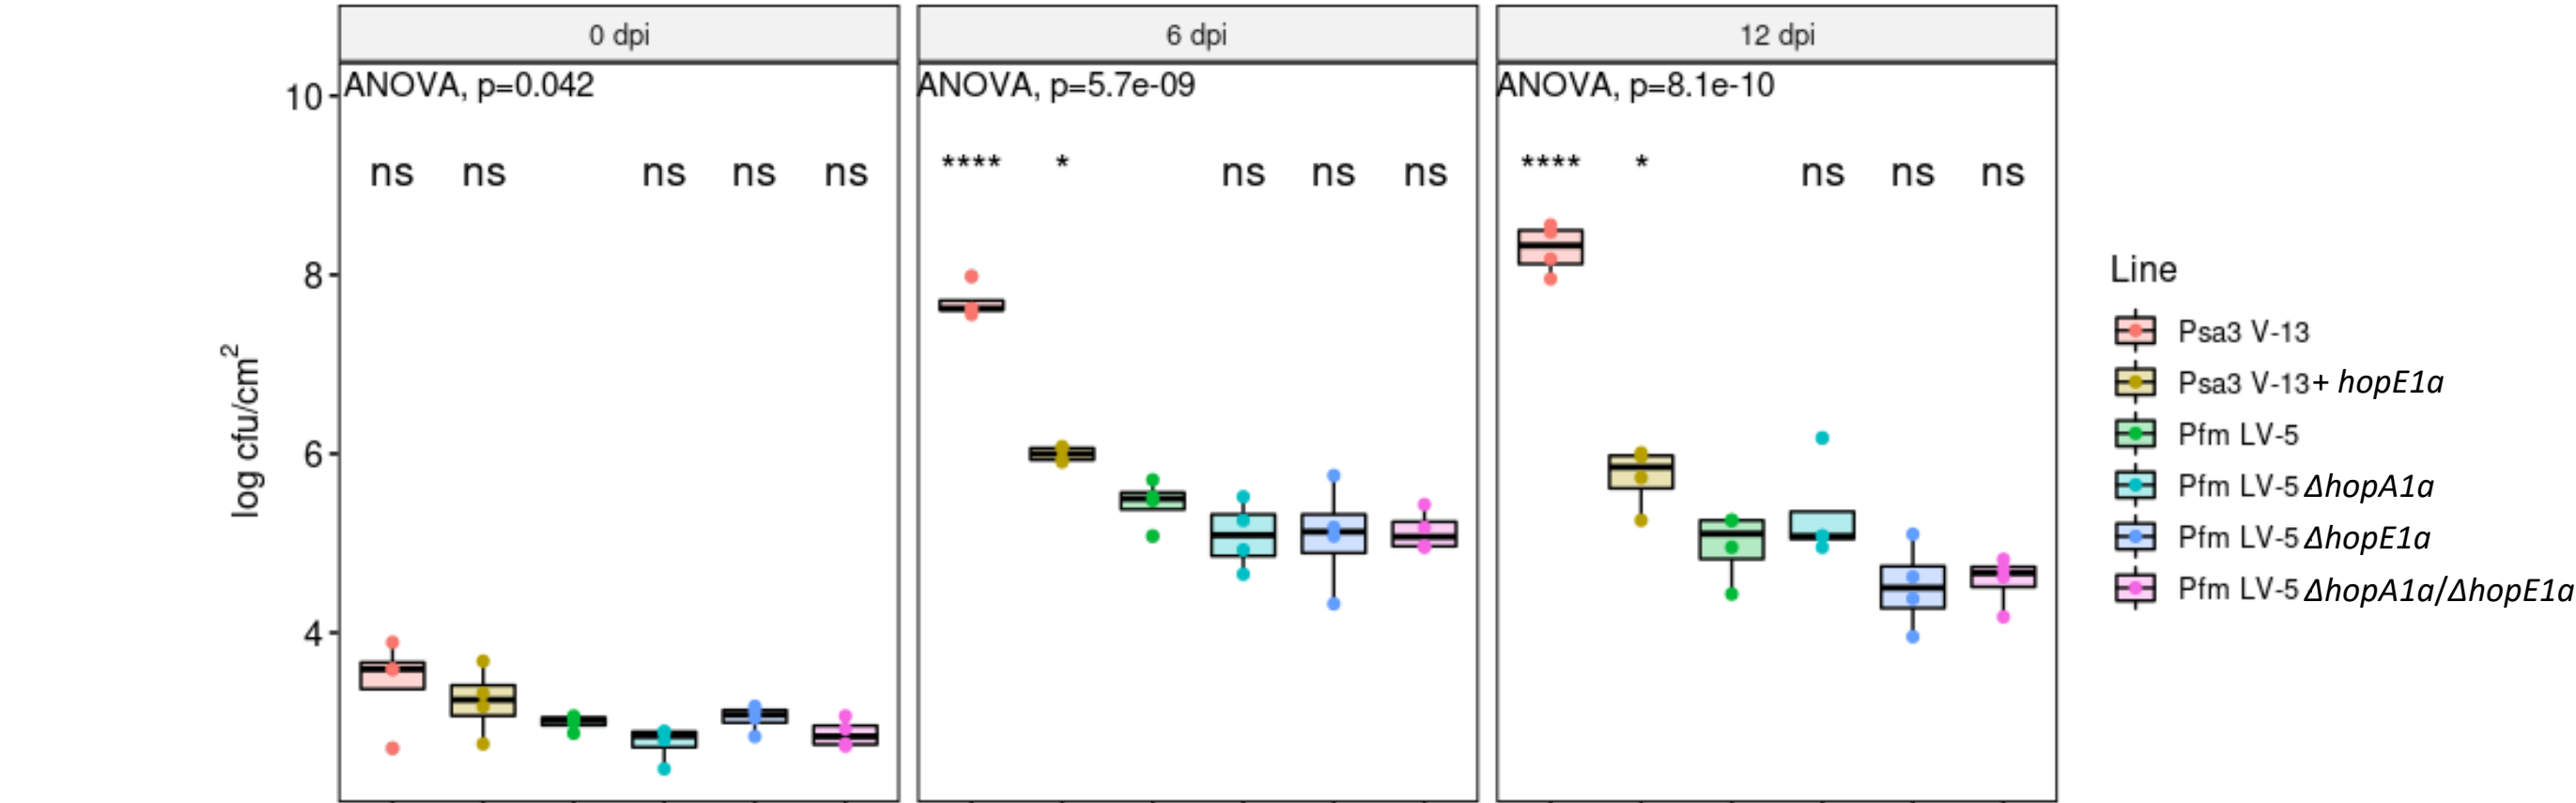 0 dpi 6 dpi 12 dpi
ANOVA, p=0.042 ANOVA, p=5.7e-09 ANOVA, p=8.1e-10
ns ns ns ns ns **** * ns ns ns **** * ns ns ns
10
8
6
4
log cfu/cm²
Line
Psa3 V-13
Psa3 V-13+ hopE1a
Pfm LV-5
Pfm LV-5 ΔhopA1a
Pfm LV-5 ΔhopE1a
Pfm LV-5 ΔhopA1a/ΔhopE1a